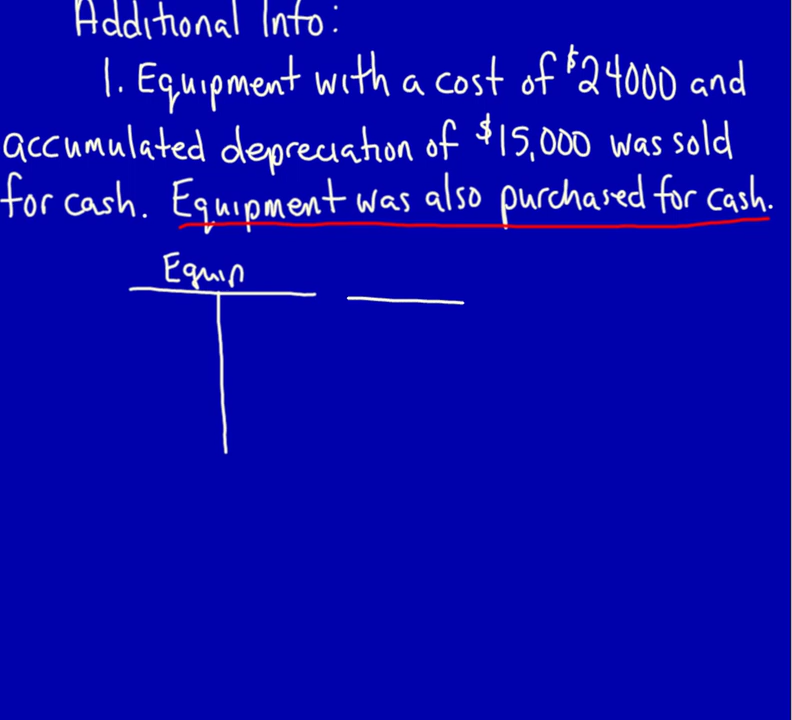 Additional Info:
1. Equipment with a cost of $24000 and
accumulated depreciation of $15,000 was sold
for cash. Equipment was also purchased for cash.
Equip